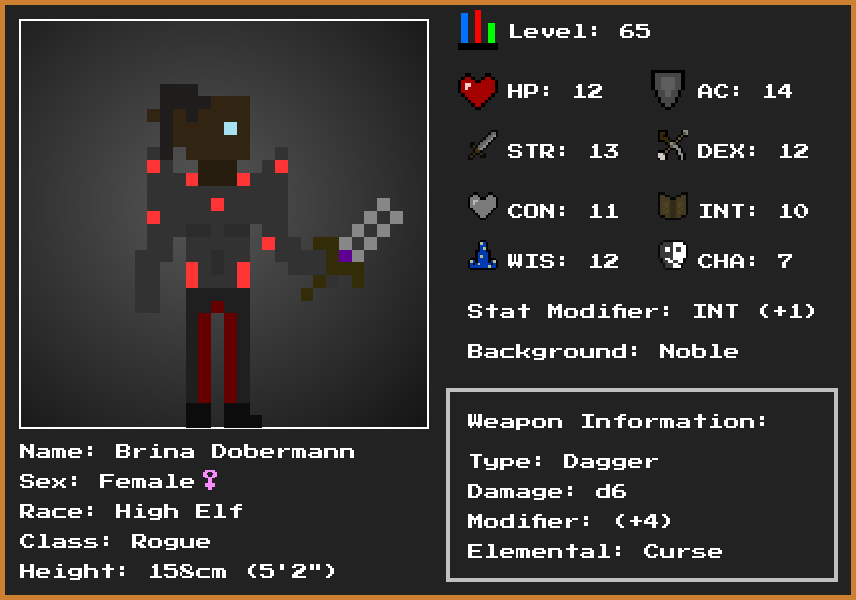 Level: 65
HP: 12 AC: 14
STR: 13 DEX: 12
CON: 11 INT: 10
WIS: 12 CHA: 7
Stat Modifier: INT (+1)
Background: Noble
Weapon Information:
Type: Dagger
Damage: d6
Modifier: (+4)
Elemental: Curse
Name: Brina Dobermann
Sex: Female♀
Race: High Elf
Class: Rogue
Height: 158cm (5'2")